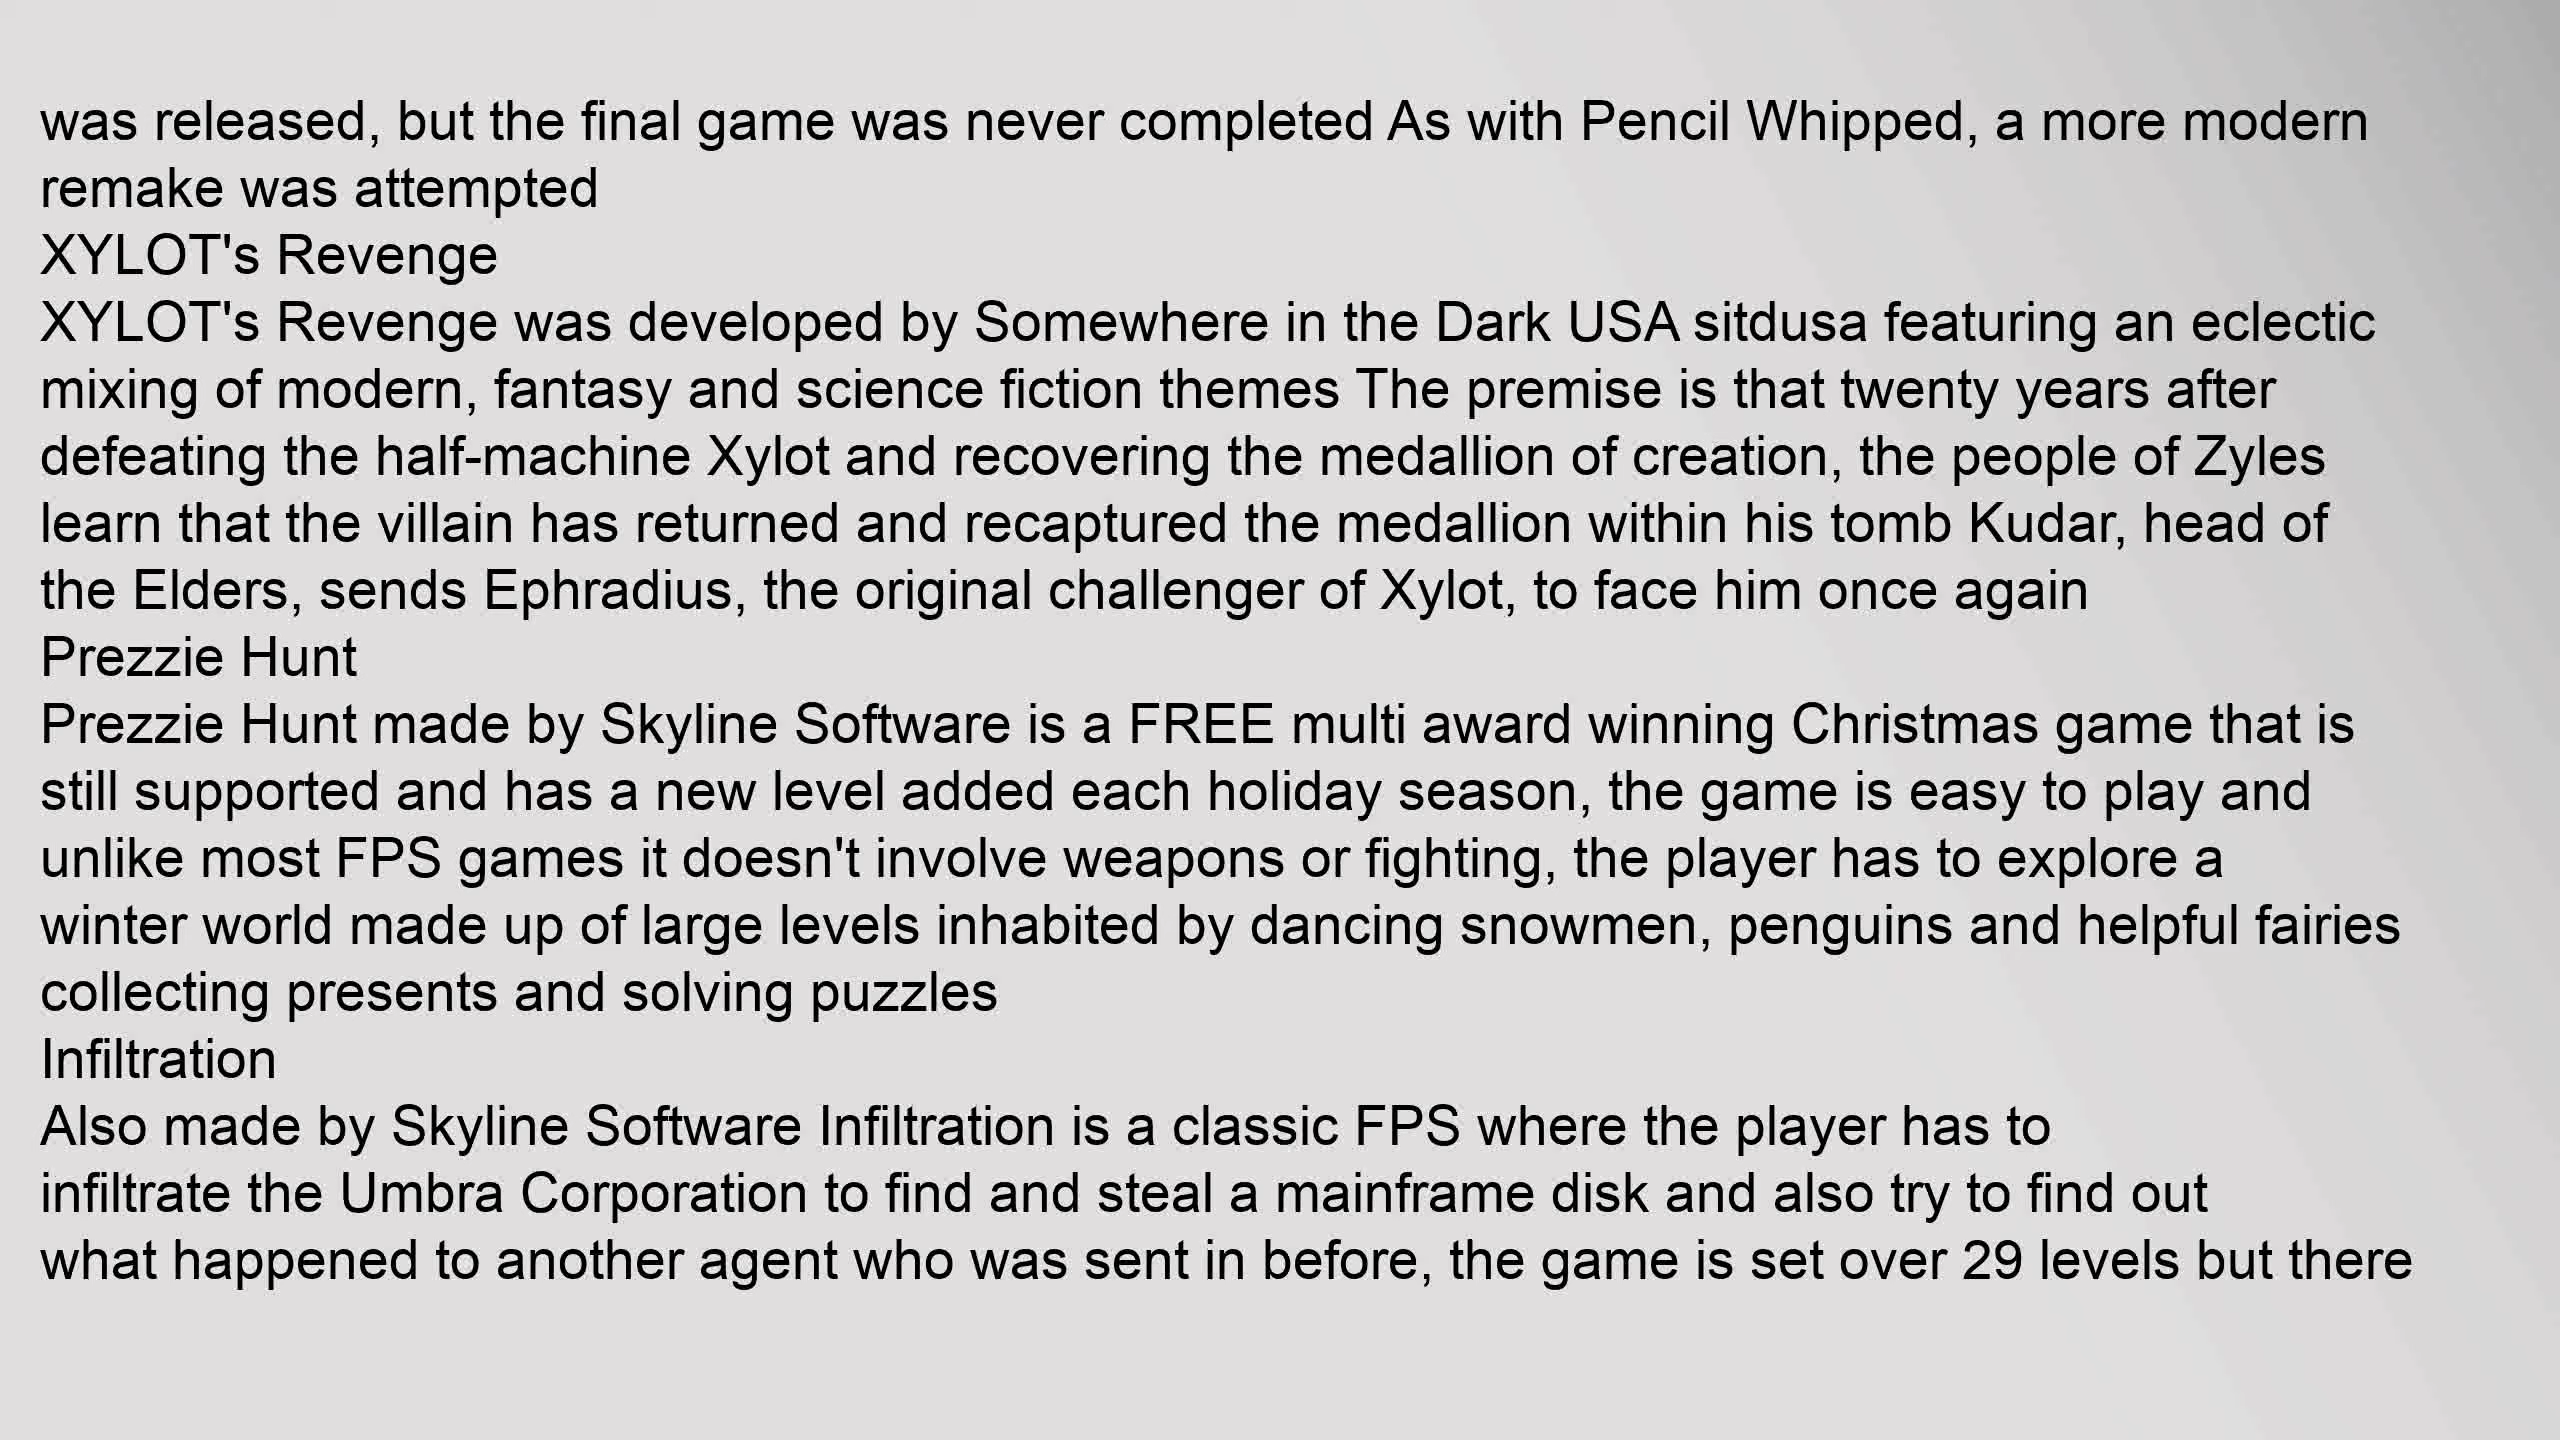 was released, but the final game was never completed As with Pencil Whipped, a more modern
remake was attempted
XYLOT's Revenge
XYLOT's Revenge was developed by Somewhere in the Dark USA sitdusa featuring an eclectic
mixing of modern, fantasy and science fiction themes The premise is that twenty years after
defeating the half-machine Xylot and recovering the medallion of creation, the people of Zyles
learn that the villain has returned and recaptured the medallion within his tomb Kudar, head of
the Elders, sends Ephradius, the original challenger of Xylot, to face him once again
Prezzie Hunt
Prezzie Hunt made by Skyline Software is a FREE multi award winning Christmas game that is
still supported and has a new level added each holiday season, the game is easy to play and
unlike most FPS games it doesn't involve weapons or fighting, the player has to explore a
winter world made up of large levels inhabited by dancing snowmen, penguins and helpful fairies
collecting presents and solving puzzles
Infiltration
Also made by Skyline Software Infiltration is a classic FPS where the player has to
infiltrate the Umbra Corporation to find and steal a mainframe disk and also try to find out
what happened to another agent who was sent in before, the game is set over 29 levels but there